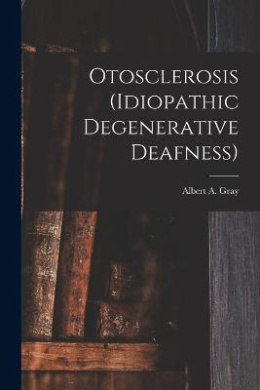 Otosclerosis
(Idiopathic
Degenerative
Deafness)
Albert A. Gray